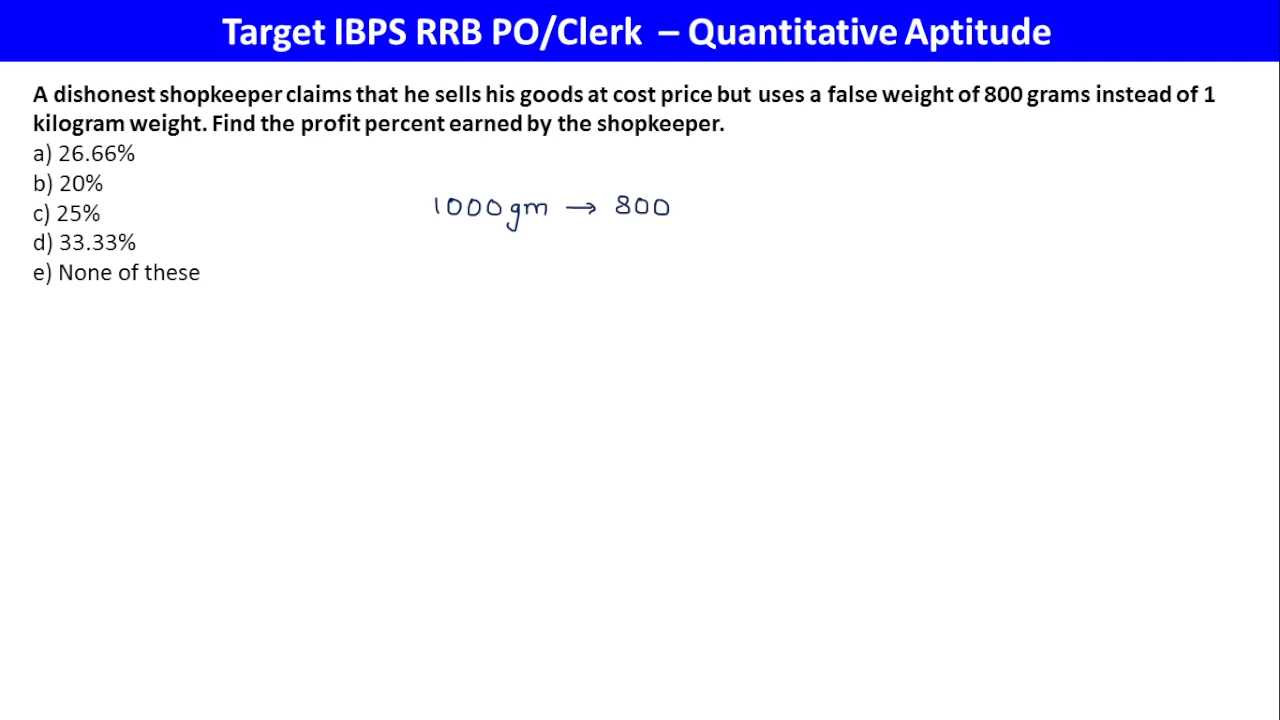 Target IBPS RRB PO/Clerk – Quantitative Aptitude
A dishonest shopkeeper claims that he sells his goods at cost price but uses a false weight of 800 grams instead of 1
kilogram weight. Find the profit percent earned by the shopkeeper.
a) 26.66%
b) 20%
c) 25%
d) 33.33%
e) None of these
1000 gm → 800